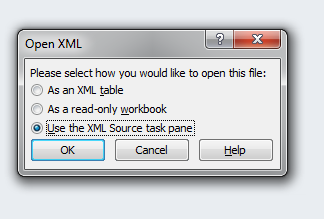 Open XML
?
Please select how you would like to open this file:
As an XML table
As a read-only workbook
Use the XML Source task pane
OK Cancel Help